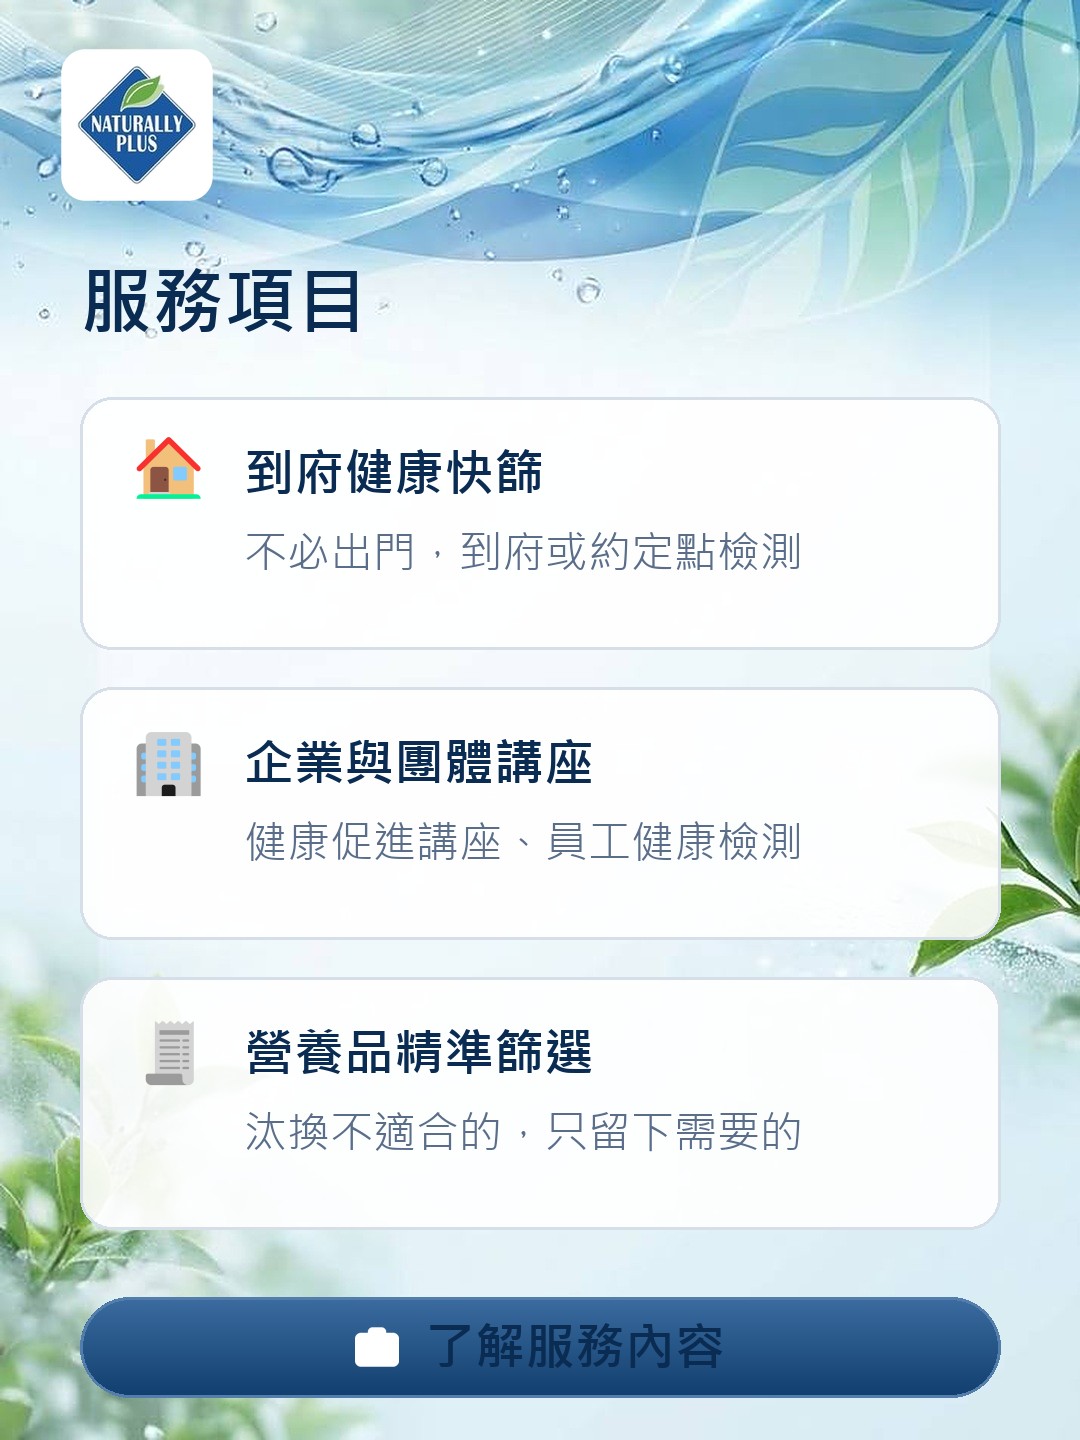 NATURALLY
PLUS
服務項目
到府健康快篩
不必出門，到府或約定點檢測
企業與團體講座
健康促進講座、員工健康檢測
營養品精準篩選
汰換不適合的，只留下需要的
了解服務內容